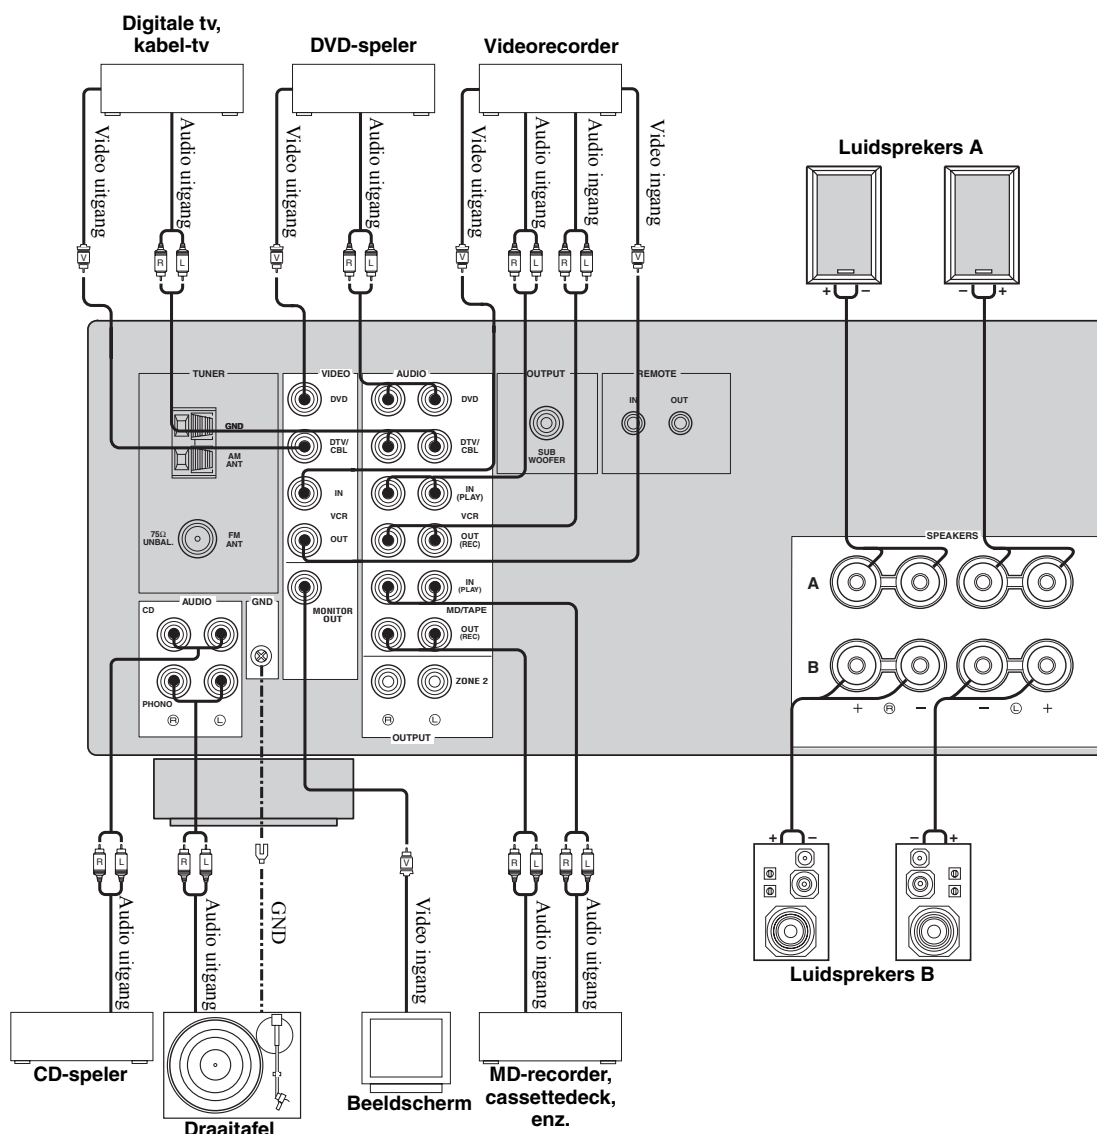 Digitale tv,
kabel-tv
DVD-speler
Videorecorder
Luidsprekers A
Video uitgang
Audio uitgang
Video uitgang
Audio uitgang
Video uitgang
Audio uitgang
Audio ingang
Video ingang
V
R
L
V
R
L
V
R
L
R
L
V
+
–
–
+
TUNER
VIDEO
AUDIO
OUTPUT
REMOTE
GND
AM
ANT
75Ω
UNBAL.
FM
ANT
DVD
DTV/
CBL
IN
VCR
OUT
MONITOR
OUT
DVD
DTV/
CBL
IN
(PLAY)
VCR
OUT
(REC)
IN
(PLAY)
MD/TAPE
OUT
(REC)
ZONE 2
R
L
OUTPUT
SUB
WOOFER
IN
OUT
AUDIO
GND
CD
PHONO
R
L
SPEAKERS
A
B
+
R
–
–
L
+
R
L
R
L
V
R
L
R
L
+
–
–
+
Audio uitgang
Audio uitgang
GND
Video ingang
Audio ingang
Audio uitgang
Luidsprekers B
CD-speler
Draaitafel
Beeldscherm
MD-recorder,
cassettedeck,
enz.